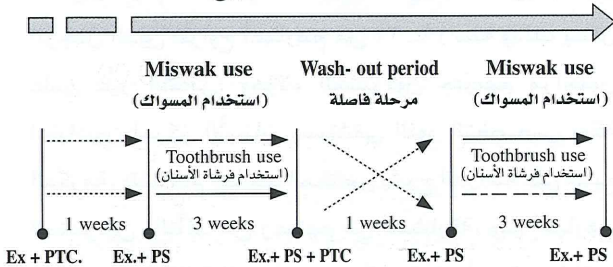 Miswak use
(استخدام المسواك)
Wash- out period
مرحلة فاصلة
Miswak use
(استخدام المسواك)
Toothbrush use
(استخدام فرشاة الأسنان)
Toothbrush use
(استخدام فرشاة الأسنان)
1 weeks
3 weeks
1 weeks
3 weeks
Ex + PTC.
Ex.+ PS
Ex.+ PS + PTC
Ex.+ PS
Ex.+ PS